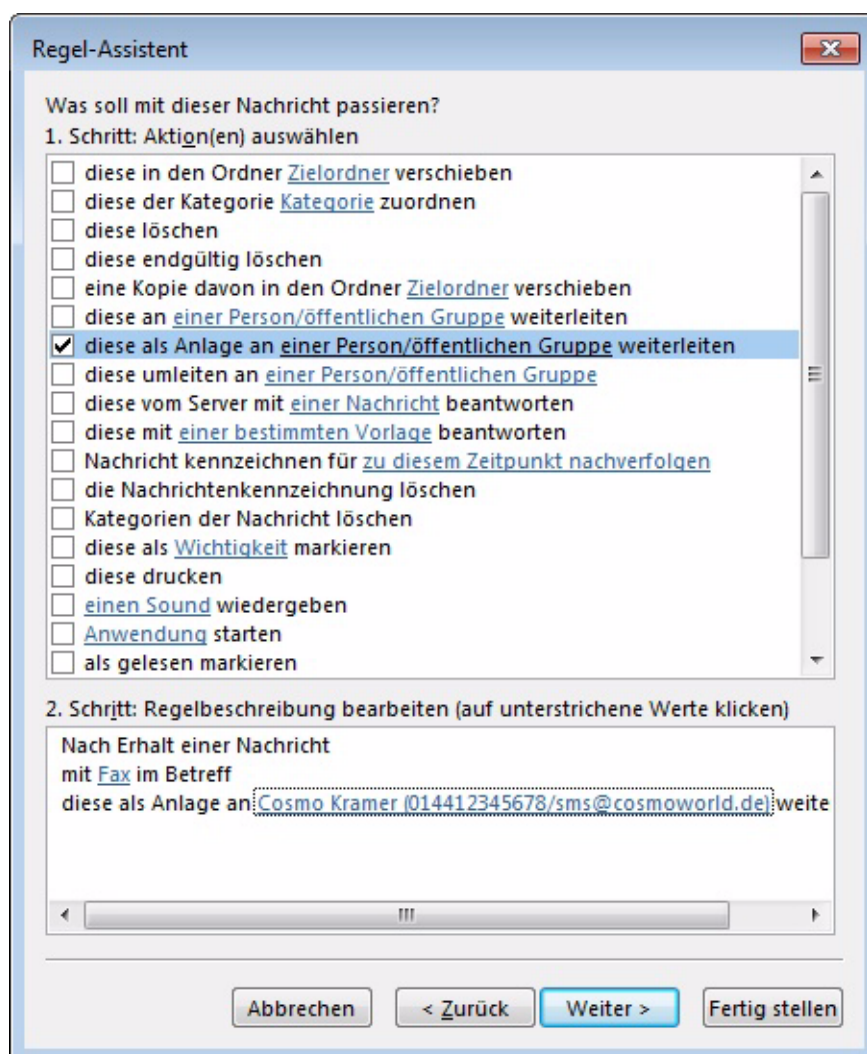 Regel-Assistent
Was soll mit dieser Nachricht passieren?
1. Schritt: Aktion(en) auswählen
diese in den Ordner Zielordner verschieben
diese der Kategorie Kategorie zuordnen
diese löschen
diese endgültig löschen
eine Kopie davon in den Ordner Zielordner verschieben
diese an einer Person/öffentlichen Gruppe weiterleiten
diese als Anlage an einer Person/öffentlichen Gruppe weiterleiten
diese umleiten an einer Person/öffentlichen Gruppe
diese vom Server mit einer Nachricht beantworten
diese mit einer bestimmten Vorlage beantworten
Nachricht kennzeichnen für zu diesem Zeitpunkt nachverfolgen
die Nachrichtenkennzeichnung löschen
Kategorien der Nachricht löschen
diese als Wichtigkeit markieren
diese drucken
einen Sound wiedergeben
Anwendung starten
als gelesen markieren
2. Schritt: Regelbeschreibung bearbeiten (auf unterstrichene Werte klicken)
Nach Erhalt einer Nachricht
mit Fax im Betreff
diese als Anlage an Cosmo Kramer (014412345678/sms@cosmoworld.de) weite
Abbrechen < Zurück Weiter > Fertig stellen